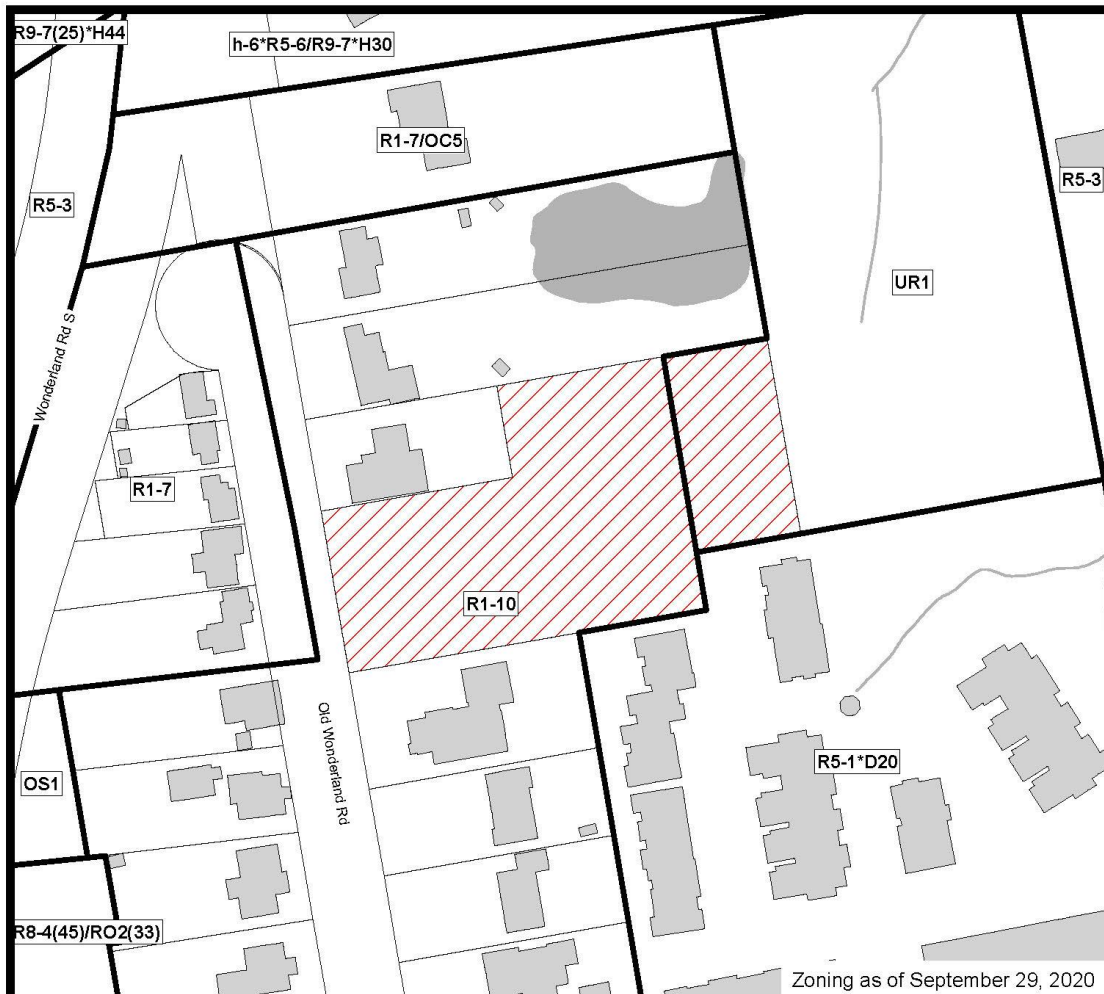 R9-7(25)*H44
h-6*R5-6/R9-7*H30
R1-7/OC5
R5-3
R5-3
UR1
Wonderland Rd S
R1-7
R1-10
Old Wonderland Rd
R5-1*D20
OS1
R8-4(45)/RO2(33)
Zoning as of September 29, 2020